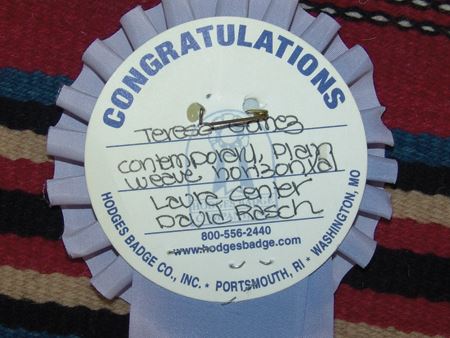 CONGRATULATIONS
Teresa
contemporary, plain
weave horizontal
Laura Center
David Rasch
800-556-2440
www.hodgesbadge.com
HODGES BADGE CO., INC. • PORTSMOUTH, RI • WASHINGTON, MO